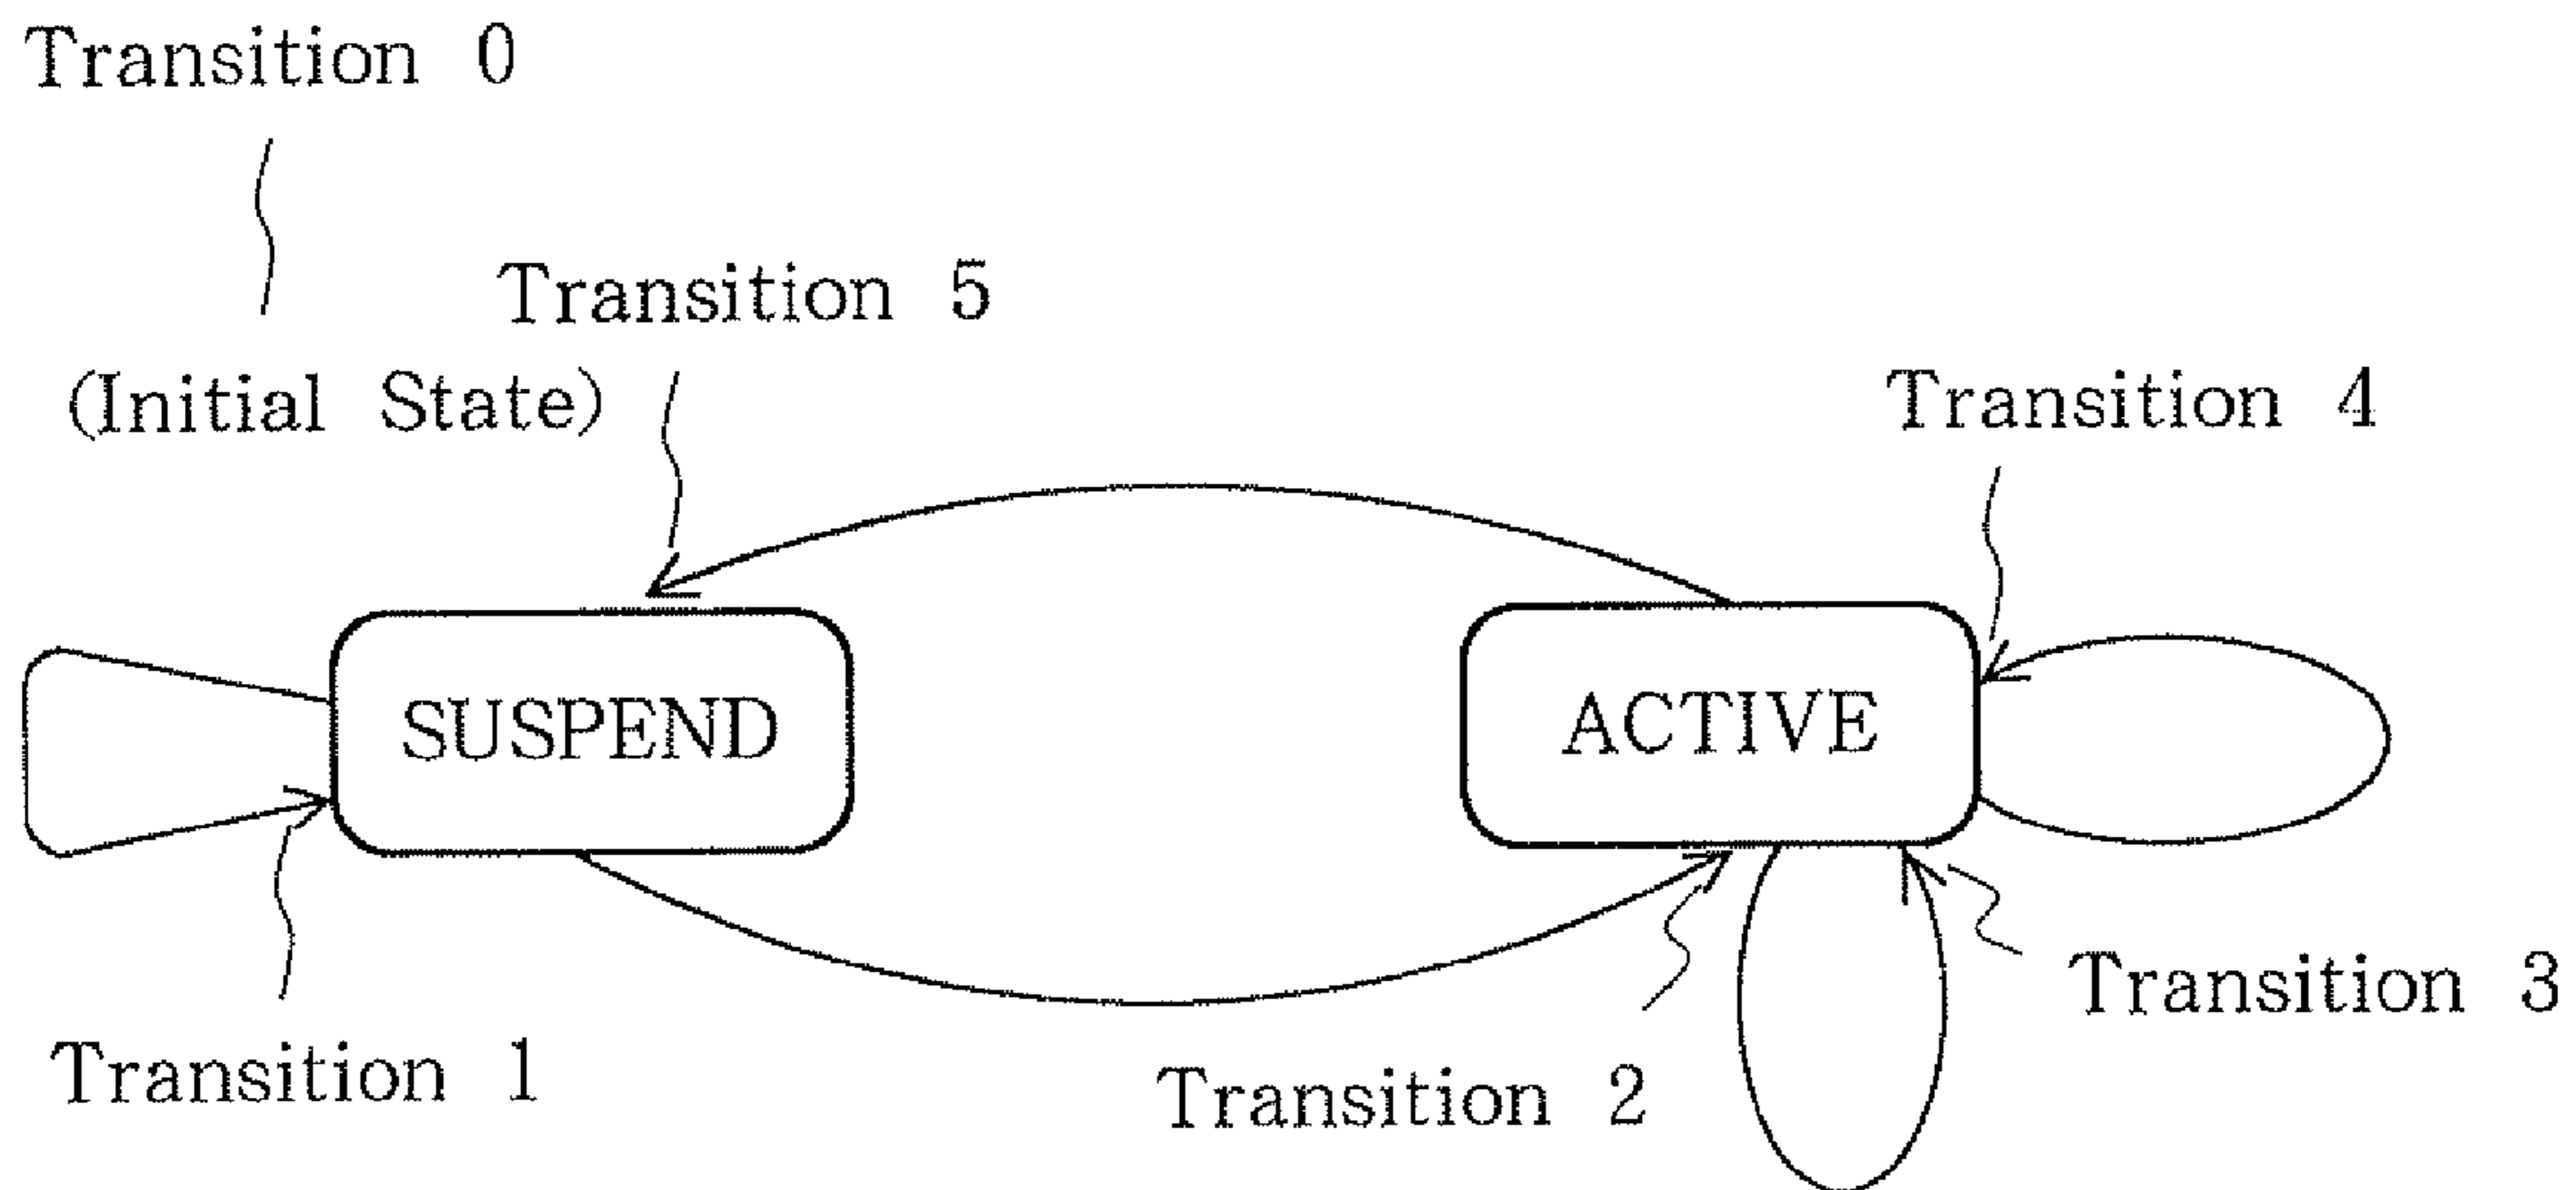 Transition 0
Transition 5
(Initial State)
Transition 4
SUSPEND
ACTIVE
Transition 3
Transition 1
Transition 2